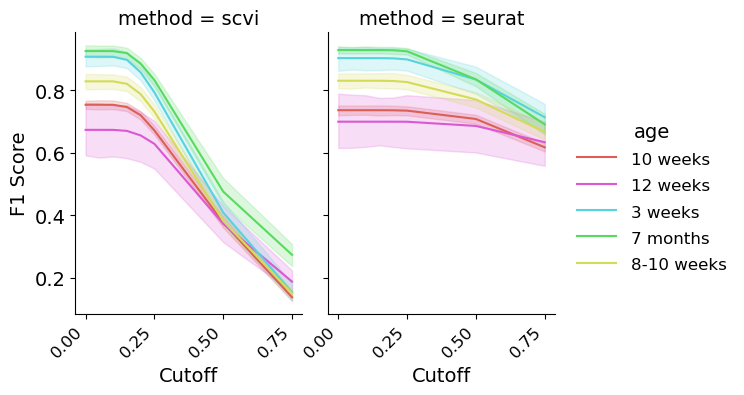 method = scvi
method = seurat
F1 Score
0.8
0.6
0.4
0.2
0.00
0.25
0.50
0.75
Cutoff
0.00
0.25
0.50
0.75
Cutoff
age
10 weeks
12 weeks
3 weeks
7 months
8-10 weeks